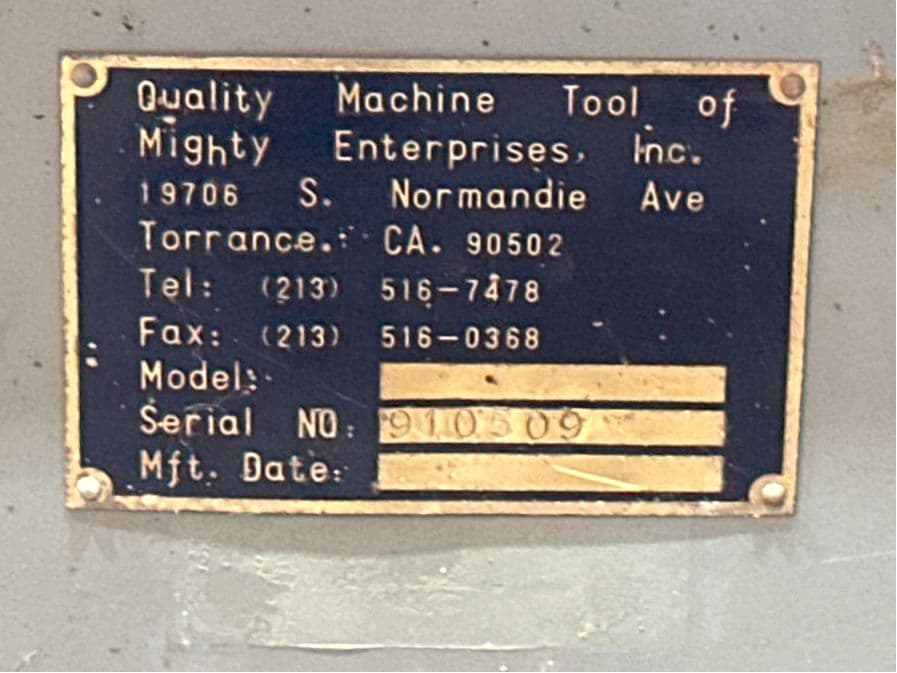 Quality Machine Tool of
Mighty Enterprises, Inc.
19706 S. Normandie Ave
Torrance. CA. 90502
Tel: (213) 516-7478
Fax: (213) 516-0368
Model:
Serial NO: 910509
Mft. Date: